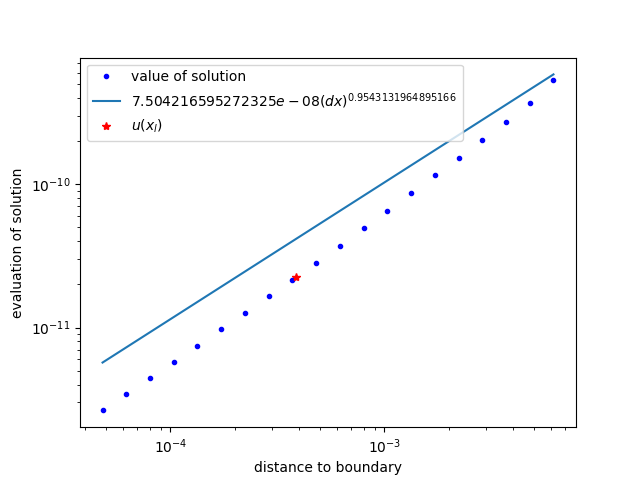 value of solution
7.504216595272325e − 08(dx)^0.9543131964895166
u(x_l)
10^−10
10^−11
evaluation of solution
10^−4 10^−3
distance to boundary